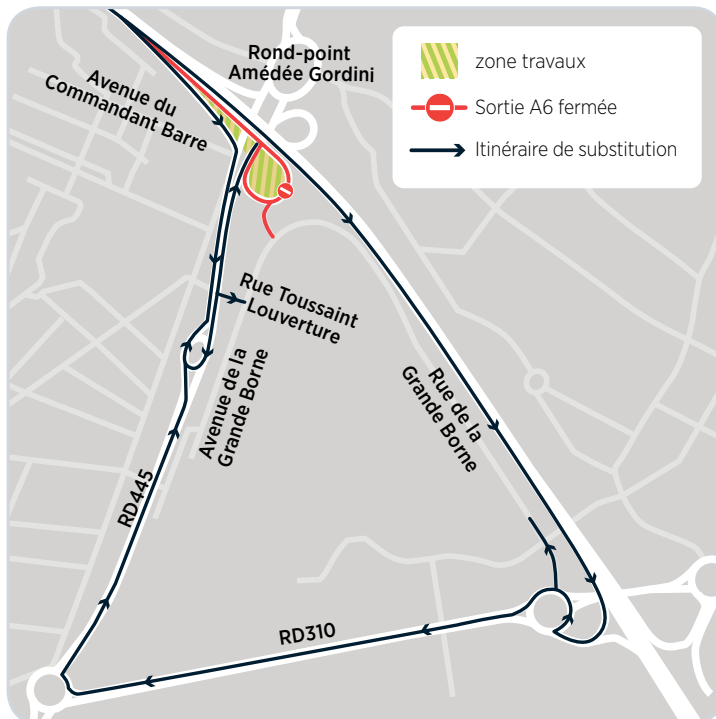 Rond-point
Amédée Gordini
zone travaux
Sortie A6 fermée
Itinéraire de substitution
Avenue du
Commandant Barre
Rue Toussaint
Louverture
Avenue de la
Grande Borne
Rue de la
Grande Borne
RD445
RD310